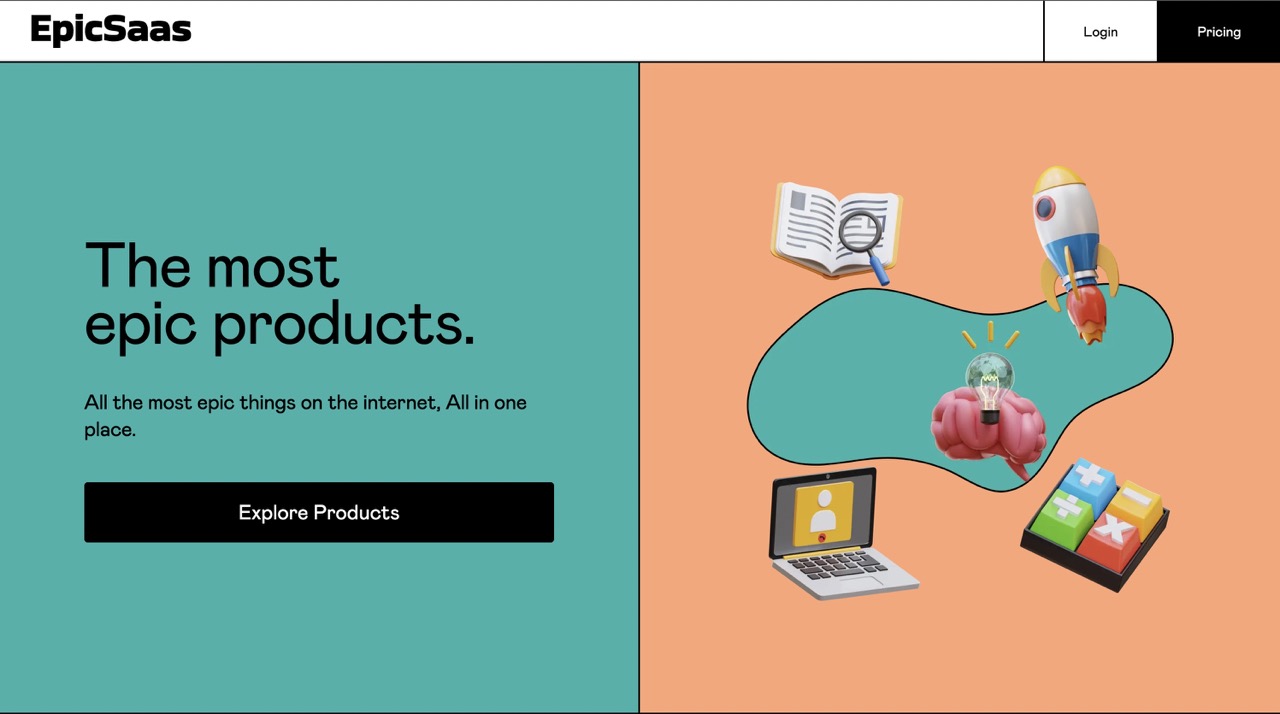 EpicSaas
Login
Pricing
The most
epic products.
All the most epic things on the internet, All in one
place.
Explore Products